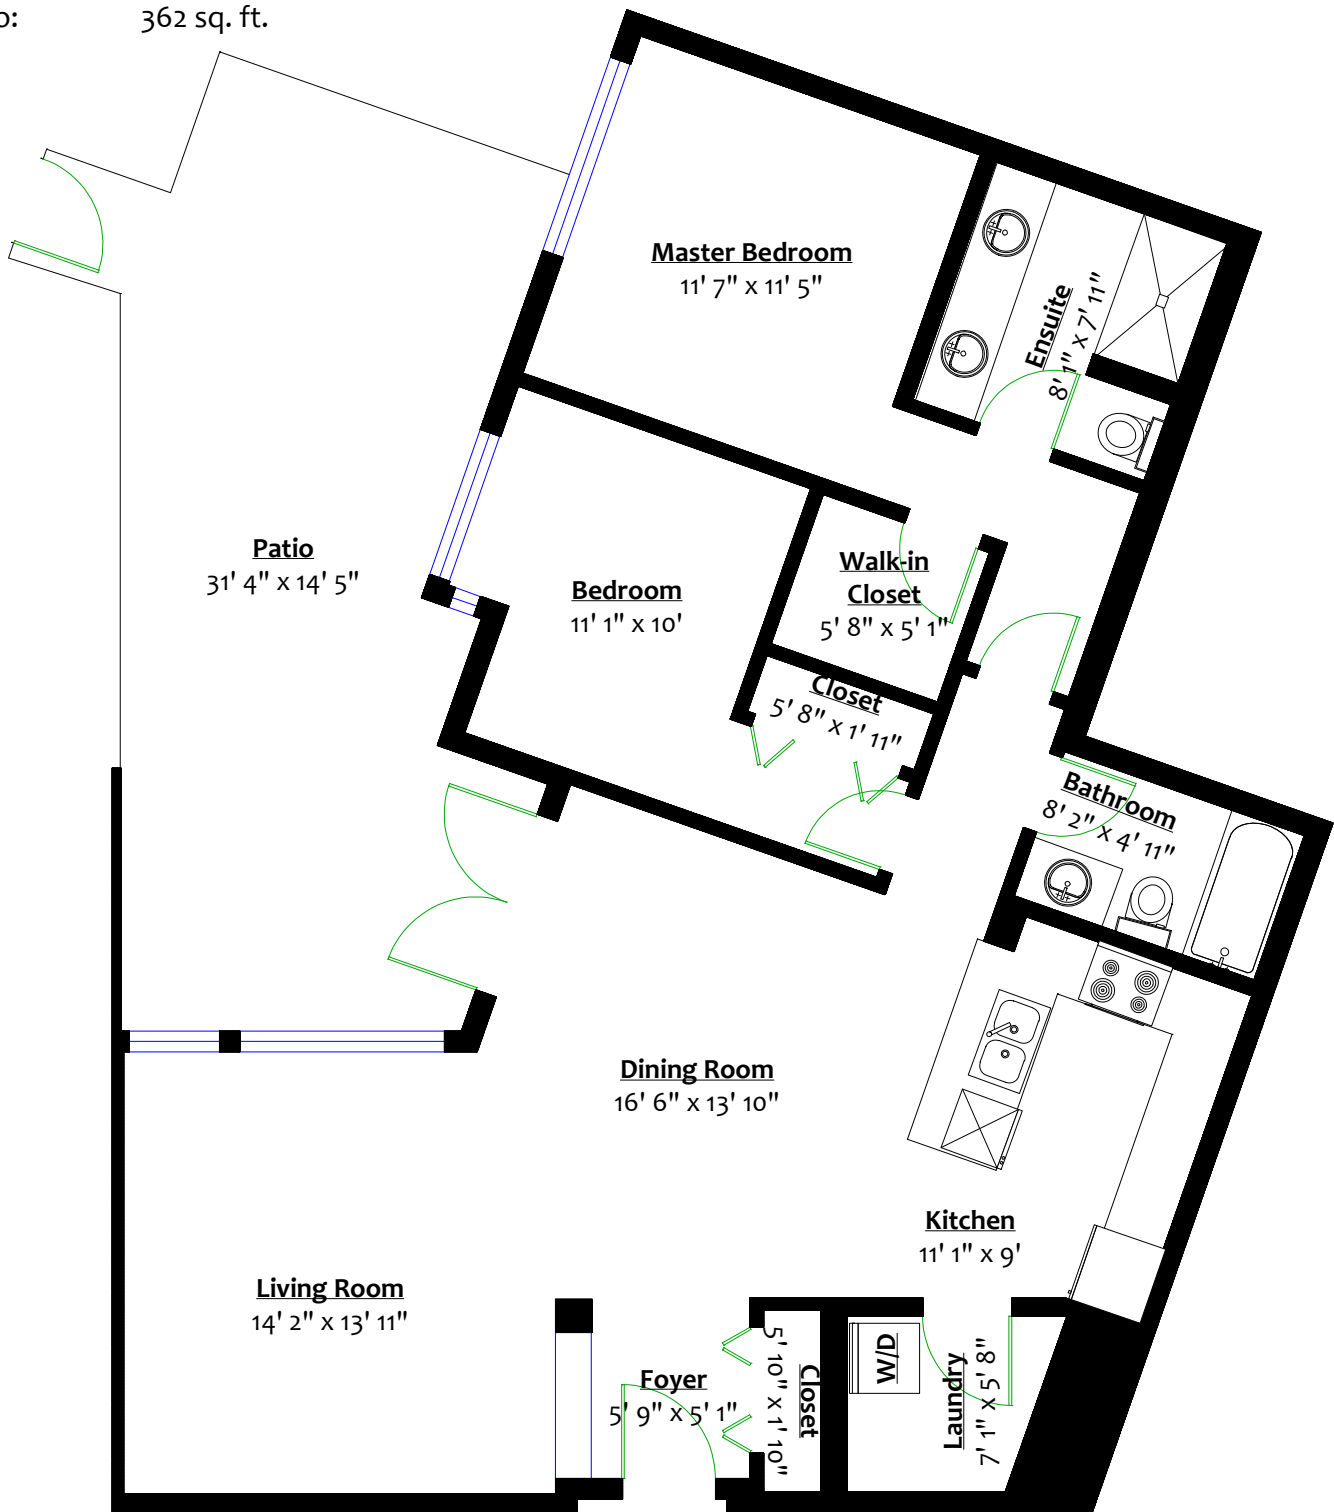 o: 362 sq. ft.
Master Bedroom
11' 7" x 11' 5"
Ensuite
8' 1" x 7' 11"
Patio
31' 4" x 14' 5"
Bedroom
11' 1" x 10'
Walk-in
Closet
5' 8" x 5' 1"
Closet
5' 8" x 1' 11"
Bathroom
8' 2" x 4' 11"
Dining Room
16' 6" x 13' 10"
Kitchen
11' 1" x 9'
Living Room
14' 2" x 13' 11"
Foyer
5' 9" x 5' 1"
Closet
5' 10" x 1' 10"
W/D
Laundry
7' 1" x 5' 8"